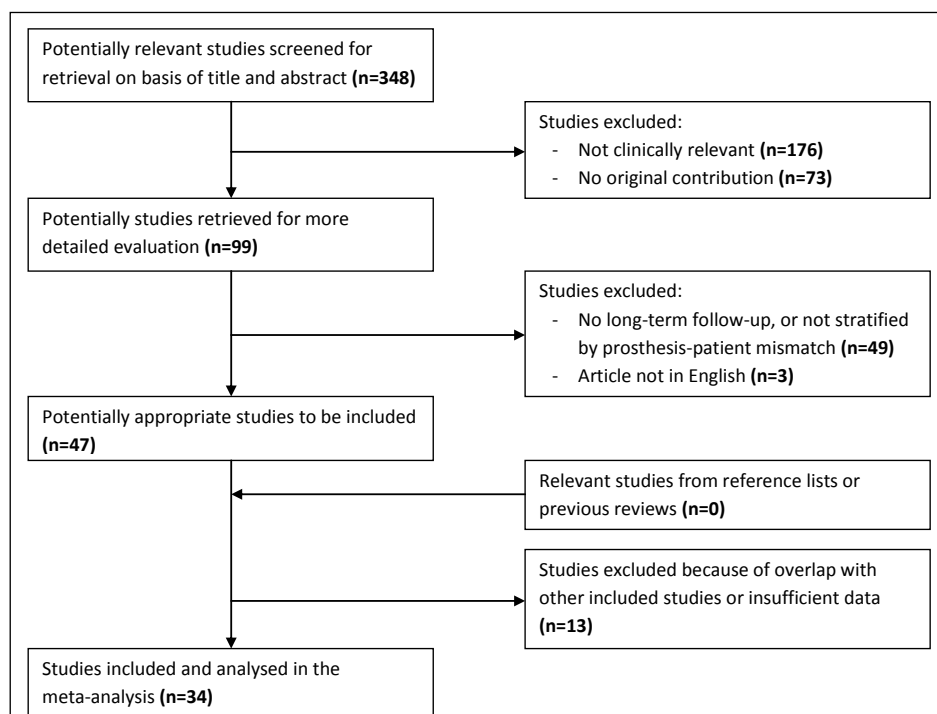 Potentially relevant studies screened for
retrieval on basis of title and abstract (n=348)
Studies excluded:
- Not clinically relevant (n=176)
- No original contribution (n=73)
Potentially studies retrieved for more
detailed evaluation (n=99)
Studies excluded:
- No long-term follow-up, or not stratified
by prosthesis-patient mismatch (n=49)
- Article not in English (n=3)
Potentially appropriate studies to be included
(n=47)
Relevant studies from reference lists or
previous reviews (n=0)
Studies excluded because of overlap with
other included studies or insufficient data
(n=13)
Studies included and analysed in the
meta-analysis (n=34)